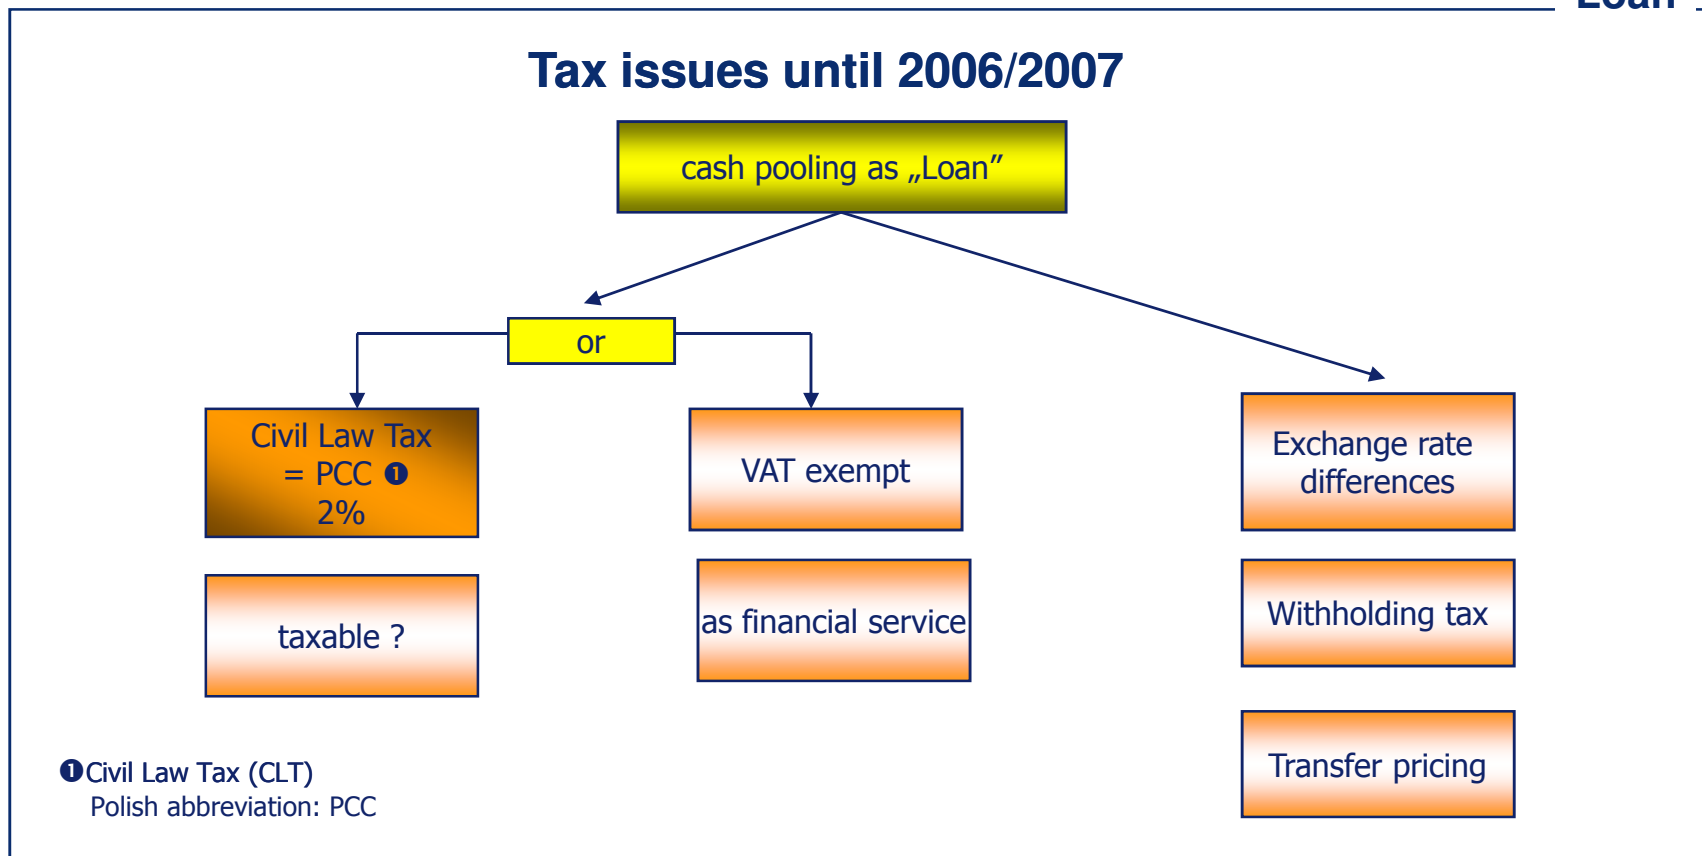 Loan
Tax issues until 2006/2007
cash pooling as „Loan”
or
Civil Law Tax
= PCC ❶
2%
VAT exempt
Exchange rate
differences
taxable ?
as financial service
Withholding tax
Transfer pricing
❶Civil Law Tax (CLT)
Polish abbreviation: PCC